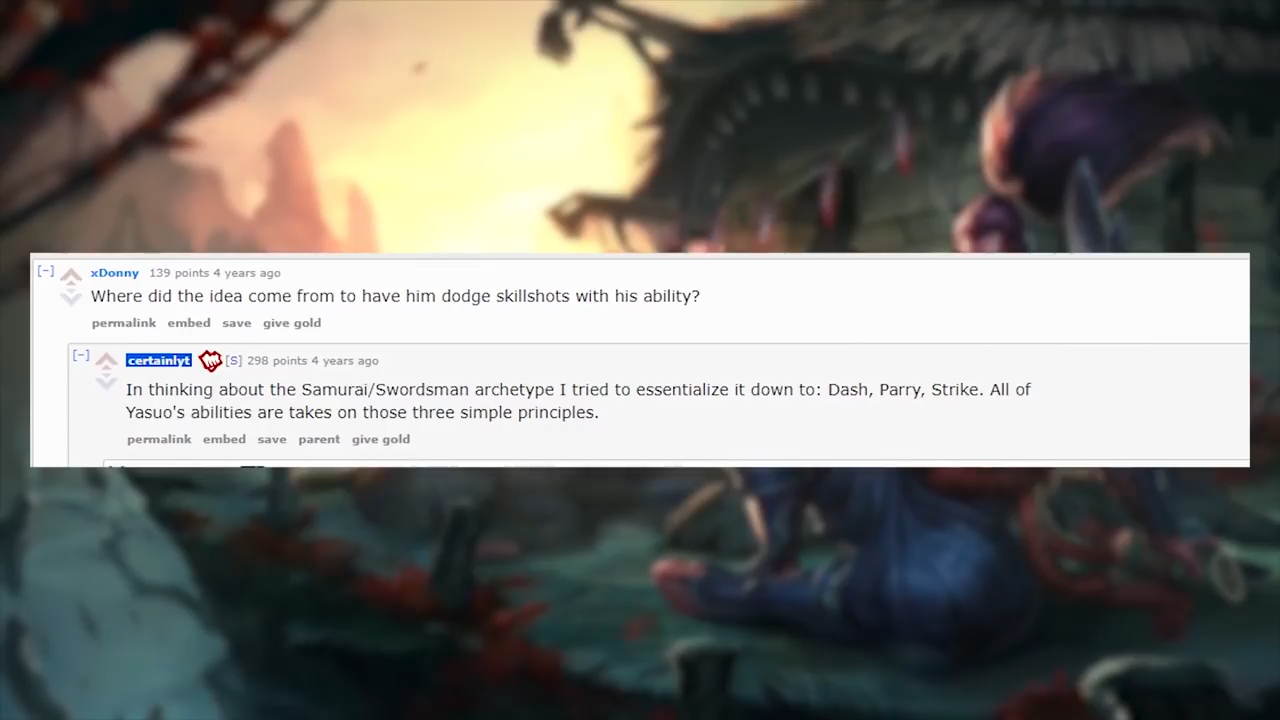 [-] xDonny 139 points 4 years ago
Where did the idea come from to have him dodge skillshots with his ability?
permalink embed save give gold
[-] certainlyt [S] 298 points 4 years ago
In thinking about the Samurai/Swordsman archetype I tried to essentialize it down to: Dash, Parry, Strike. All of
Yasuo's abilities are takes on those three simple principles.
permalink embed save parent give gold